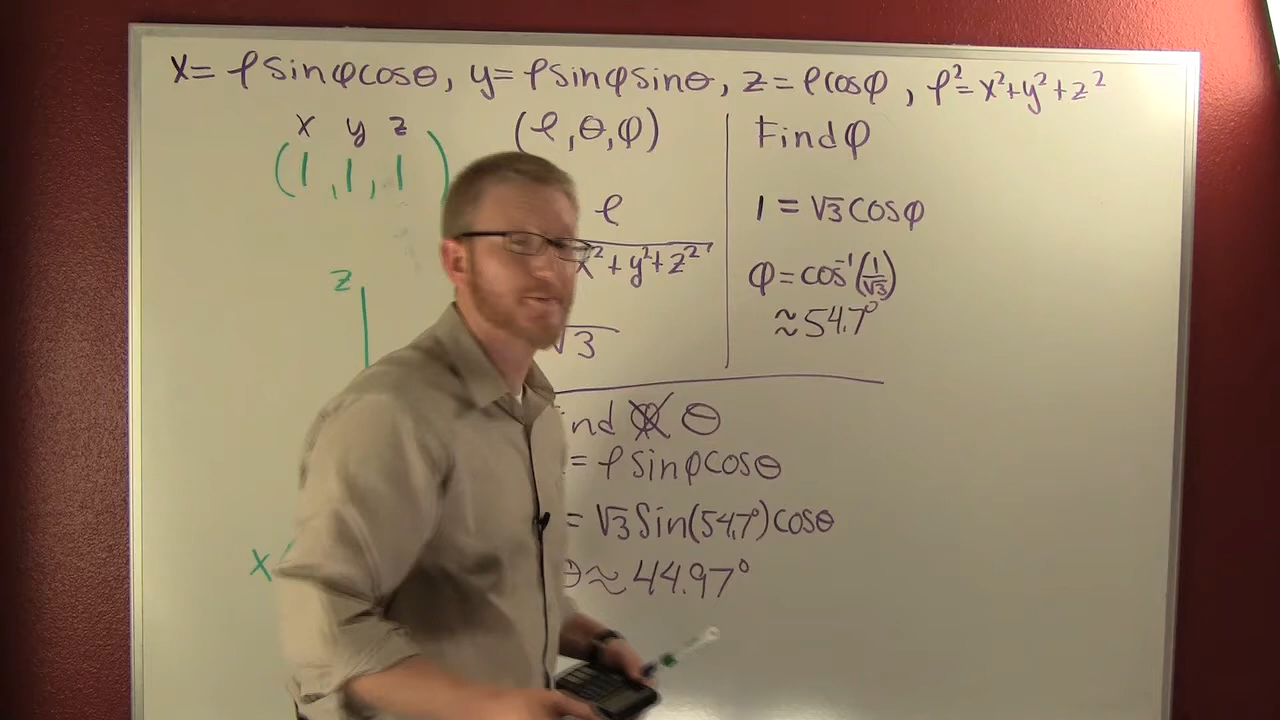 x = ρ sinφ cosθ, y = ρ sinφ sinθ, z = ρ cosφ, ρ² = x² + y² + z²
x y z
(1, 1, 1)
z
x
(ρ, θ, φ)
ρ
x² + y² + z²
√3
Find φ
1 = √3 cosφ
φ = cos⁻¹(1/√3)
≈ 54.7°
nd θ
= ρ sinφ cosθ
= √3 Sin(54.7°) cosθ
θ ≈ 44.97°